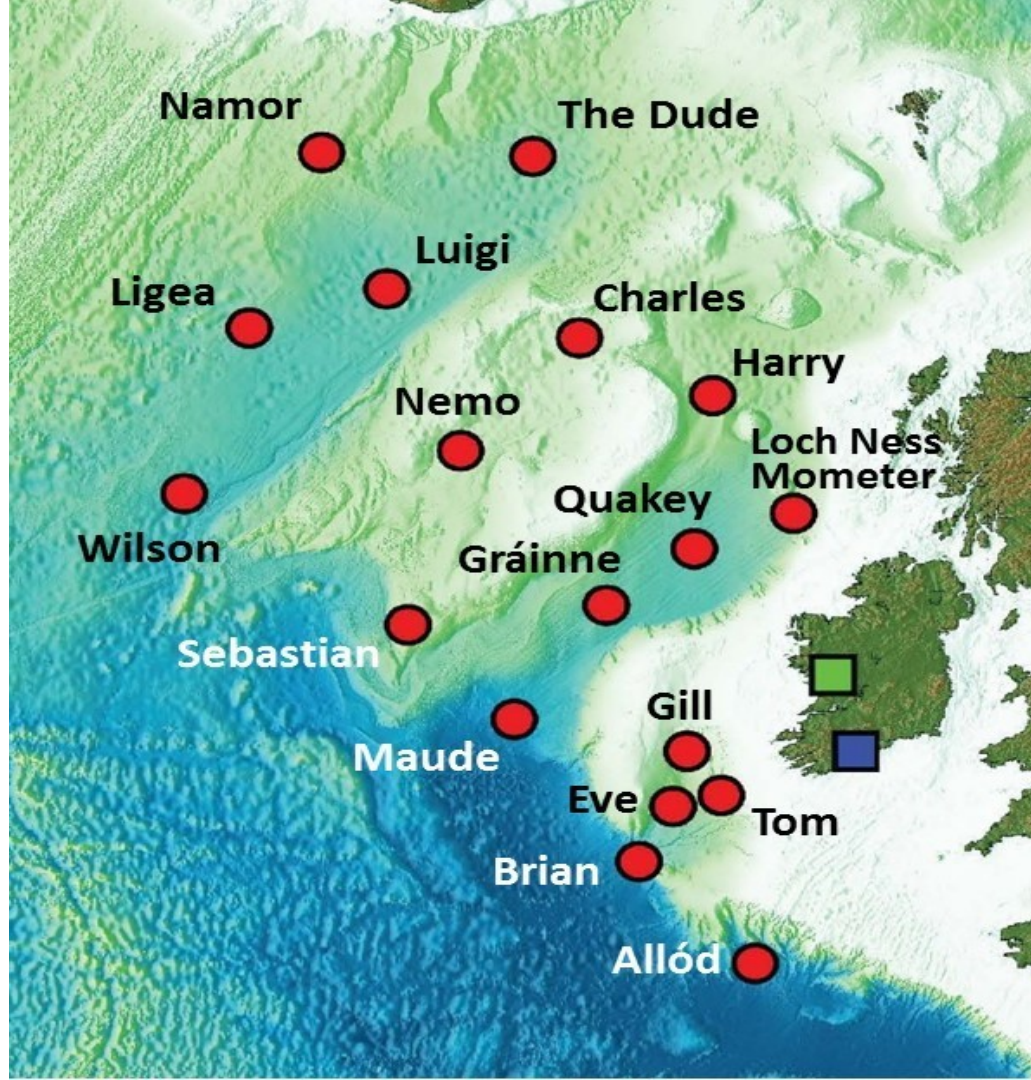 Namor
The Dude
Luigi
Ligea
Charles
Harry
Nemo
Loch Ness
Mometer
Quakey
Wilson
Gráinne
Sebastian
Gill
Maude
Eve
Tom
Brian
Allód